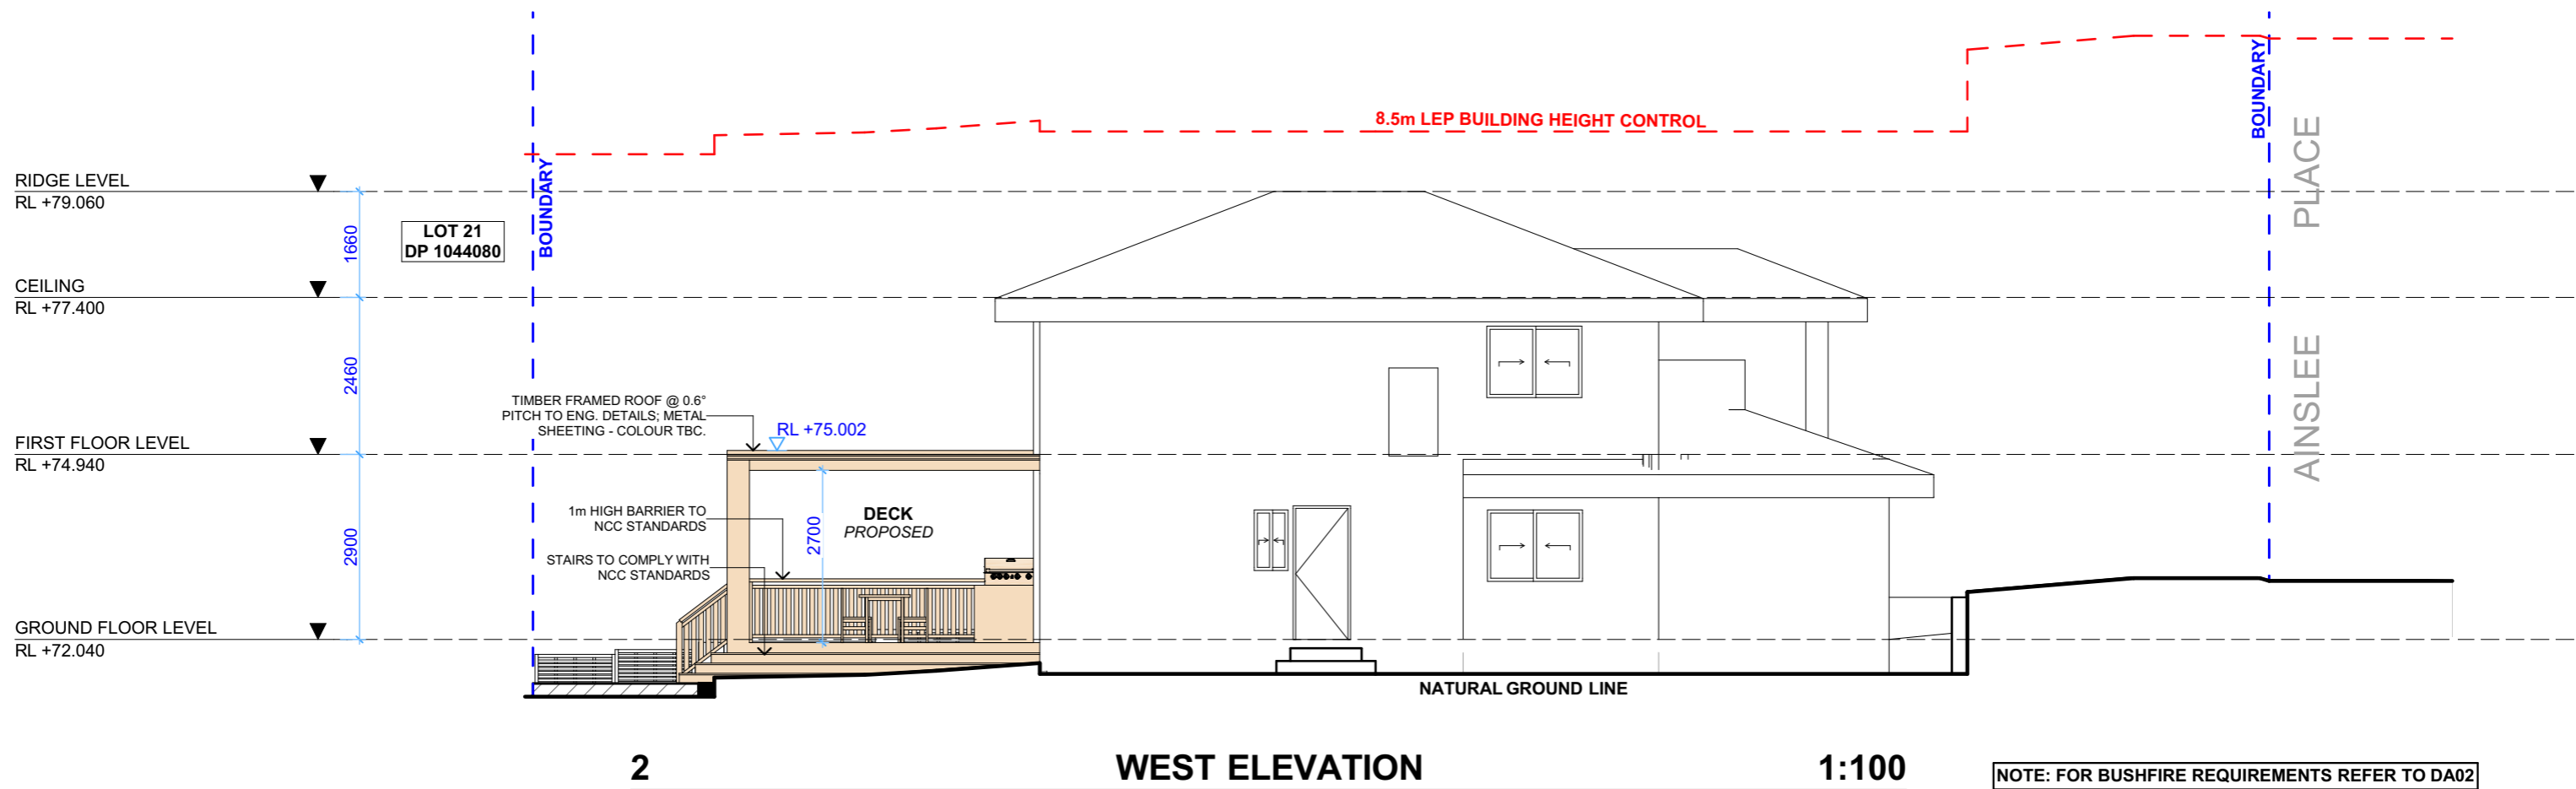 8.5m LEP BUILDING HEIGHT CONTROL
BOUNDARY
AINSLEE PLACE
RIDGE LEVEL
RL +79.060
1660
LOT 21
DP 1044080
BOUNDARY
CEILING
RL +77.400
2460
TIMBER FRAMED ROOF @ 0.6°
PITCH TO ENG. DETAILS; METAL
SHEETING - COLOUR TBC.
RL +75.002
FIRST FLOOR LEVEL
RL +74.940
2900
1m HIGH BARRIER TO
NCC STANDARDS
2700
DECK
PROPOSED
STAIRS TO COMPLY WITH
NCC STANDARDS
GROUND FLOOR LEVEL
RL +72.040
NATURAL GROUND LINE
2 WEST ELEVATION 1:100
NOTE: FOR BUSHFIRE REQUIREMENTS REFER TO DA02